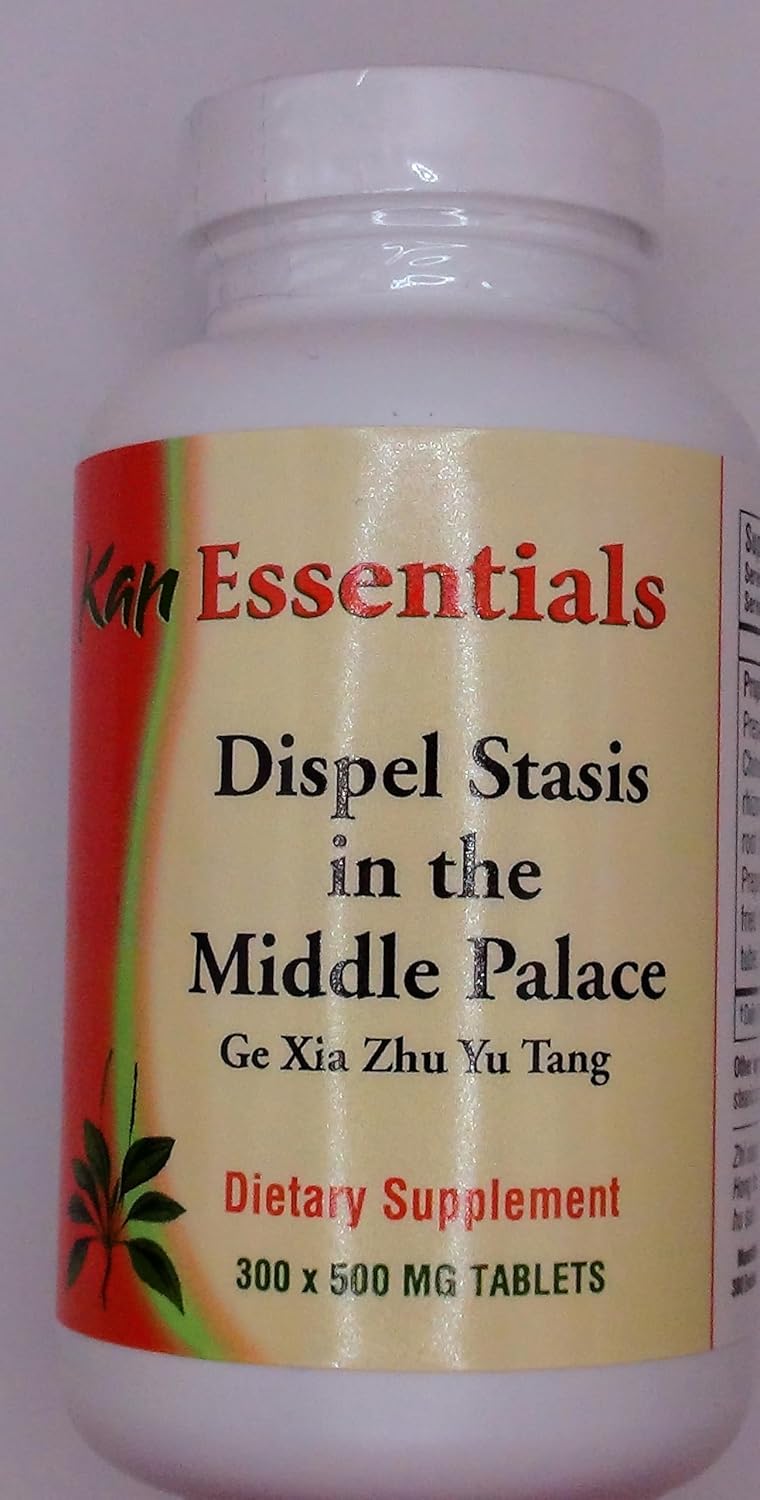 Kan Essentials
Dispel Stasis
in the
Middle Palace
Ge Xia Zhu Yu Tang
Dietary Supplement
300 x 500 MG TABLETS